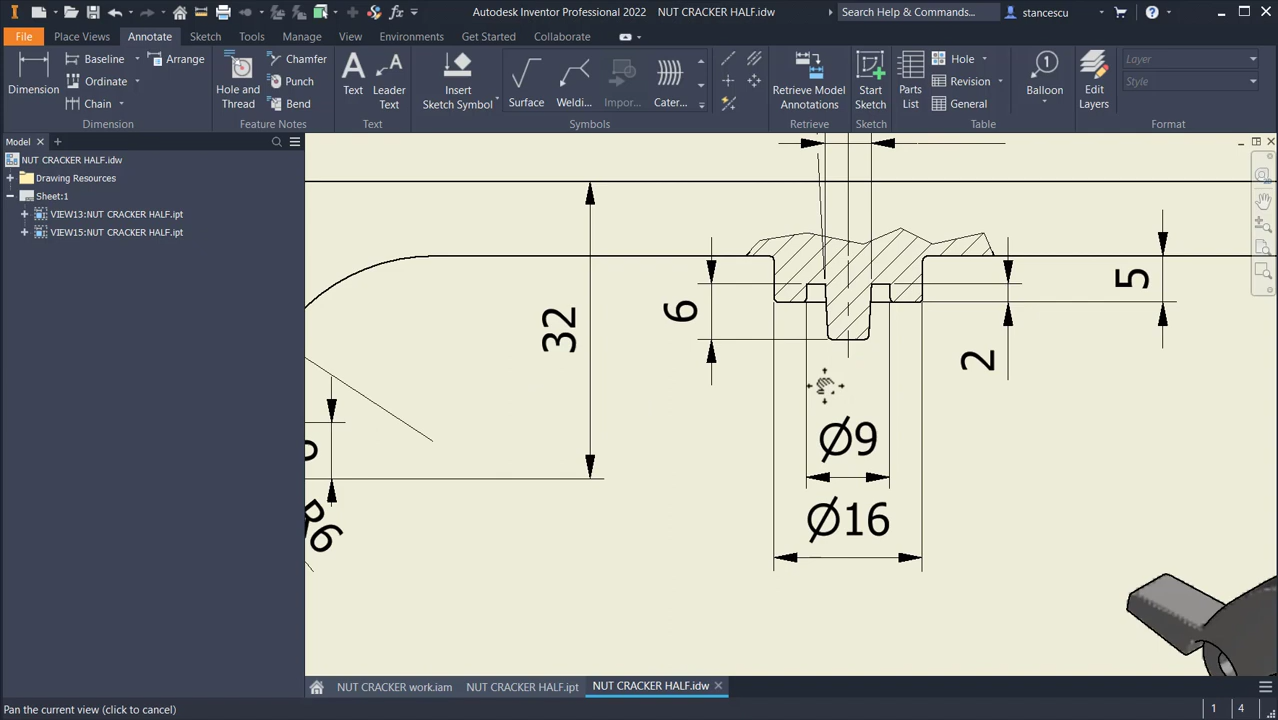 Autodesk Inventor Professional 2022 NUT CRACKER HALF.idw
Search Help & Commands...
stancescu
File
Place Views
Annotate
Sketch
Tools
Manage
View
Environments
Get Started
Collaborate
Dimension
Baseline
Ordinate
Chain
Arrange
Dimension
Hole and
Thread
Chamfer
Punch
Bend
Feature Notes
Text
Leader
Text
Text
Insert
Sketch Symbol
Surface
Weldi...
Impor...
Cater...
Symbols
Retrieve Model
Annotations
Retrieve
Start
Sketch
Sketch
Parts
List
Hole
Revision
General
Table
Balloon
Edit
Layers
Layer
Style
Format
Model
NUT CRACKER HALF.idw
Drawing Resources
Sheet:1
VIEW13:NUT CRACKER HALF.ipt
VIEW15:NUT CRACKER HALF.ipt
32
6
5
2
Ø9
Ø16
R6
NUT CRACKER work.iam
NUT CRACKER HALF.ipt
NUT CRACKER HALF.idw
Pan the current view (click to cancel)
1
4